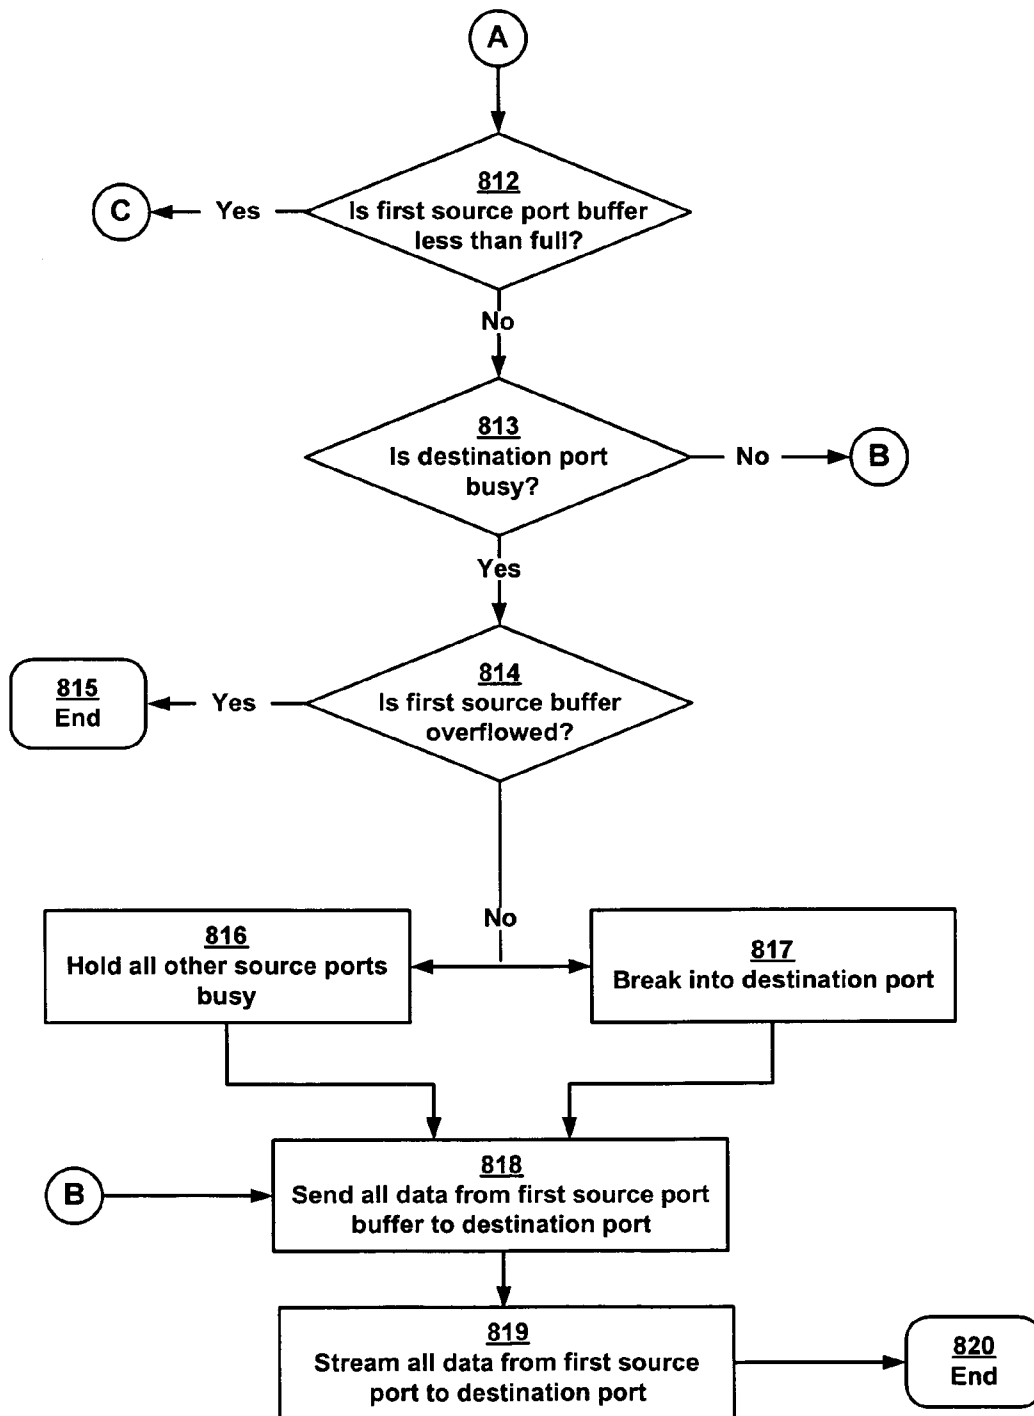 A
812
Is first source port buffer
less than full?
Yes
C
No
813
Is destination port
busy?
No
B
Yes
814
Is first source buffer
overflowed?
Yes
815
End
No
816
Hold all other source ports
busy
817
Break into destination port
B
818
Send all data from first source port
buffer to destination port
819
Stream all data from first source
port to destination port
820
End